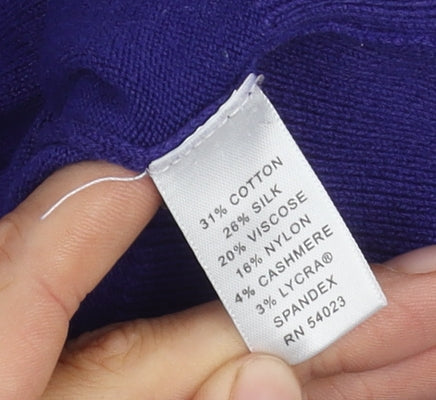 31% COTTON
26% SILK
20% VISCOSE
16% NYLON
4% CASHMERE
3% LYCRA®
SPANDEX
RN 54023